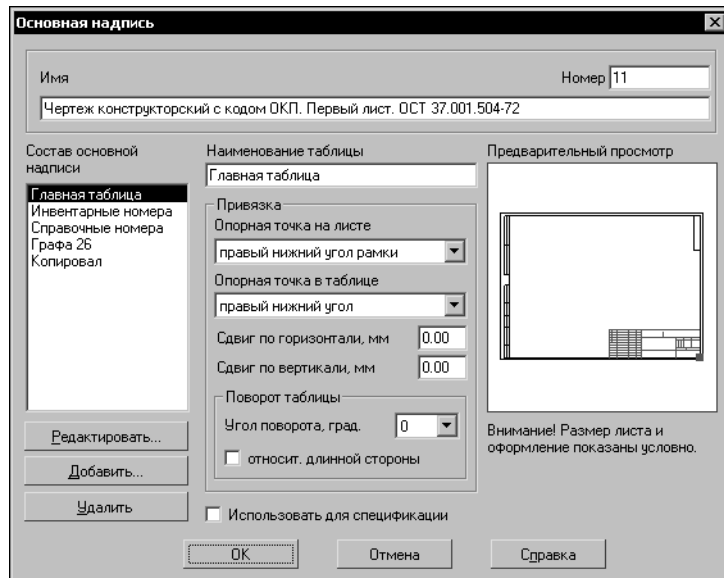 Основная надпись
Имя
Номер 11
Чертеж конструкторский с кодом ОКП. Первый лист. ОСТ 37.001.504-72
Состав основной
надписи
Главная таблица
Инвентарные номера
Справочные номера
Графа 26
Копировал
Редактировать...
Добавить...
Удалить
Наименование таблицы
Главная таблица
Привязка
Опорная точка на листе
правый нижний угол рамки
Опорная точка в таблице
правый нижний угол
Сдвиг по горизонтали, мм 0.00
Сдвиг по вертикали, мм 0.00
Поворот таблицы
Угол поворота, град. 0
относит. длинной стороны
Использовать для спецификации
Предварительный просмотр
Внимание! Размер листа и
оформление показаны условно.
OK Отмена Справка